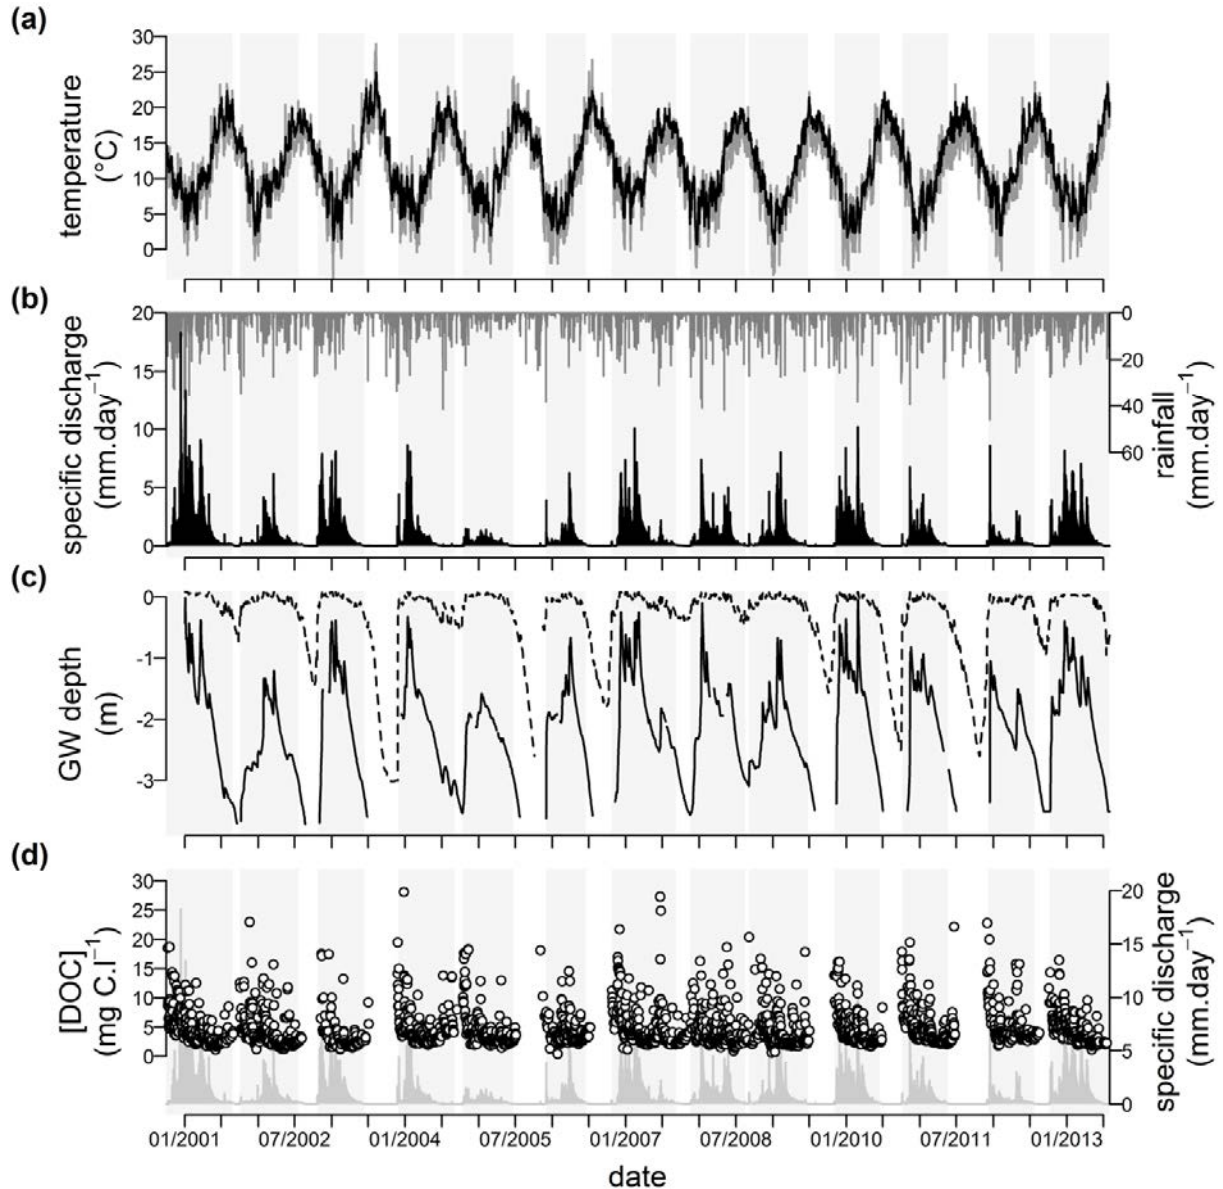 (a)
30
25
20
15
10
5
0
temperature
(°C)
(b)
20
15
10
5
0
specific discharge
(mm.day⁻¹)
0
20
40
60
rainfall
(mm.day⁻¹)
(c)
0
-1
-2
-3
GW depth
(m)
(d)
30
25
20
15
10
5
0
[DOC]
(mg C.l⁻¹)
20
15
10
5
0
specific discharge
(mm.day⁻¹)
01/2001 07/2002 01/2004 07/2005 01/2007 07/2008 01/2010 07/2011 01/2013
date